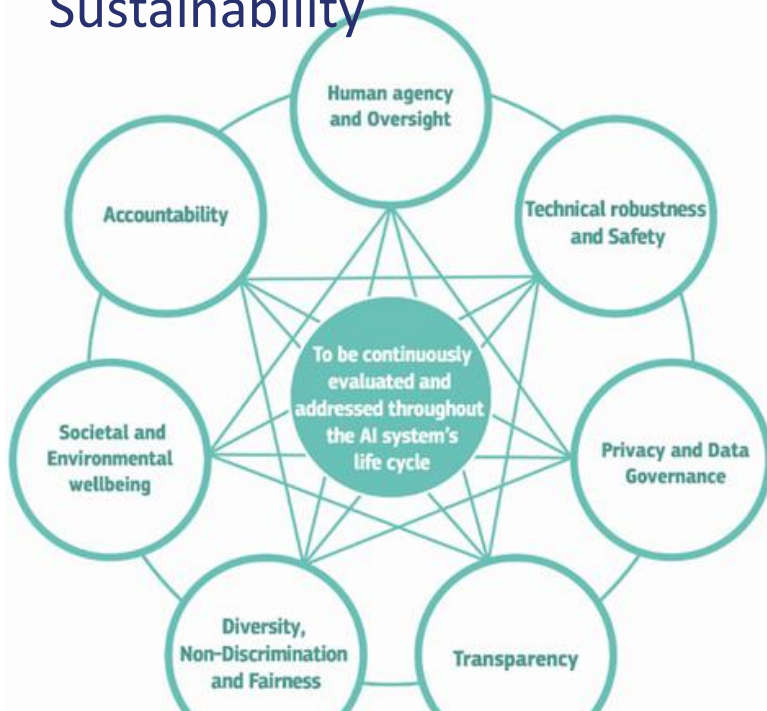 Sustainability
Human agency
and Oversight
Accountability
Technical robustness
and Safety
To be continuously
evaluated and
addressed throughout
the AI system's
life cycle
Societal and
Environmental
wellbeing
Privacy and Data
Governance
Diversity,
Non-Discrimination
and Fairness
Transparency